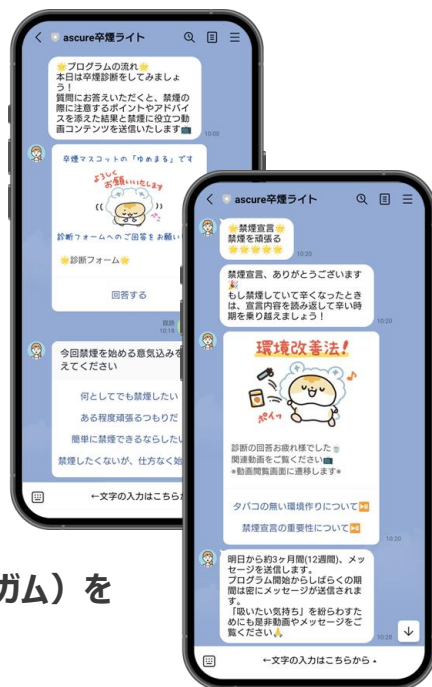 ascure卒煙ライト
🌟プログラムの流れ🌟
本日は卒煙診断をしてみましょ
う!
質問にお答えいただくと、禁煙の
際に注意するポイントやアドバイ
スを添えた結果と禁煙に役立つ動
画コンテンツを送信いたします📺
10:05
卒煙マスコットの「ゆめまる」です
よろしく
お願いいたします
診断フォームへのご回答をお願い
🌟診断フォーム🌟
回答する
既読
10:18
今回禁煙を始める意気込みを
えてください
何としてでも禁煙したい
ある程度頑張るつもりだ
簡単に禁煙できるならしたい
禁煙したくないが、仕方なく始
←文字の入力はこちら
ascure卒煙ライト
🌟禁煙宣言🌟
禁煙を頑張る
🌟🌟🌟🌟🌟
10:20
禁煙宣言、ありがとうございます
🎉
もし禁煙していて辛くなったとき
は、宣言内容を読み返して辛い時
期を乗り越えましょう!
10:20
環境改善法!
ポイッ
診断の回答お疲れ様でした🍵
関連動画をご覧ください📺
*動画閲覧画面に遷移します*
タバコの無い環境作りについて⏯
禁煙宣言の重要性について⏯
10:20
明日から約3ヶ月間(12週間)、メッ
セージを送信します。
プログラム開始からしばらくの期
間は密にメッセージが送信されま
す。
「吸いたい気持ち」を紛らわすた
めにも是非動画やメッセージをご
覧ください🙏
10:20
←文字の入力はこちらから▴
ガム)を